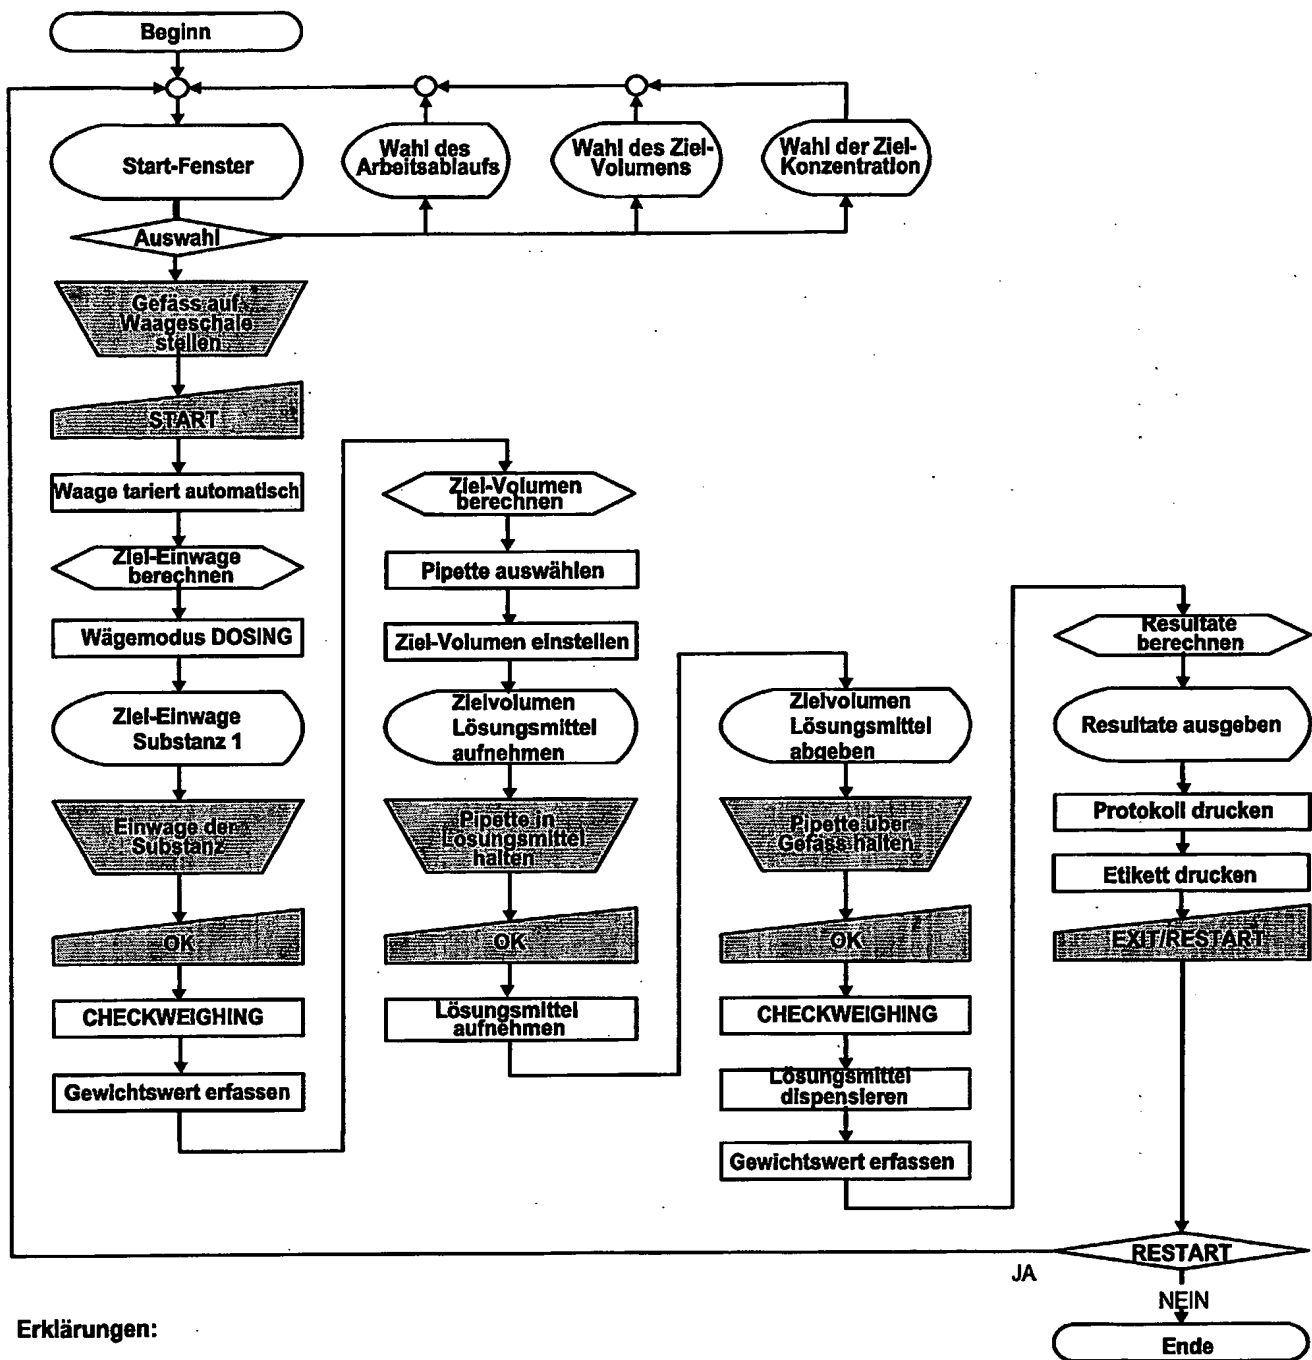 Beginn
Start-Fenster
Wahl des
Arbeitsablaufs
Wahl des Ziel-
Volumens
Wahl der Ziel-
Konzentration
Auswahl
Gefäss auf
Waageschale
stellen
START
Waage tariert automatisch
Ziel-Einwage
berechnen
Wägemodus DOSING
Ziel-Einwage
Substanz 1
Einwage der
Substanz
OK
CHECKWEIGHING
Gewichtswert erfassen
Ziel-Volumen
berechnen
Pipette auswählen
Ziel-Volumen einstellen
Zielvolumen
Lösungsmittel
aufnehmen
Pipette in
Lösungsmittel
halten
OK
Lösungsmittel
aufnehmen
Zielvolumen
Lösungsmittel
abgeben
Pipette über
Gefäss halten
OK
CHECKWEIGHING
Lösungsmittel
dispensieren
Gewichtswert erfassen
Resultate
berechnen
Resultate ausgeben
Protokoll drucken
Etikett drucken
EXIT/RESTART
RESTART
JA
NEIN
Ende
Erklärungen: